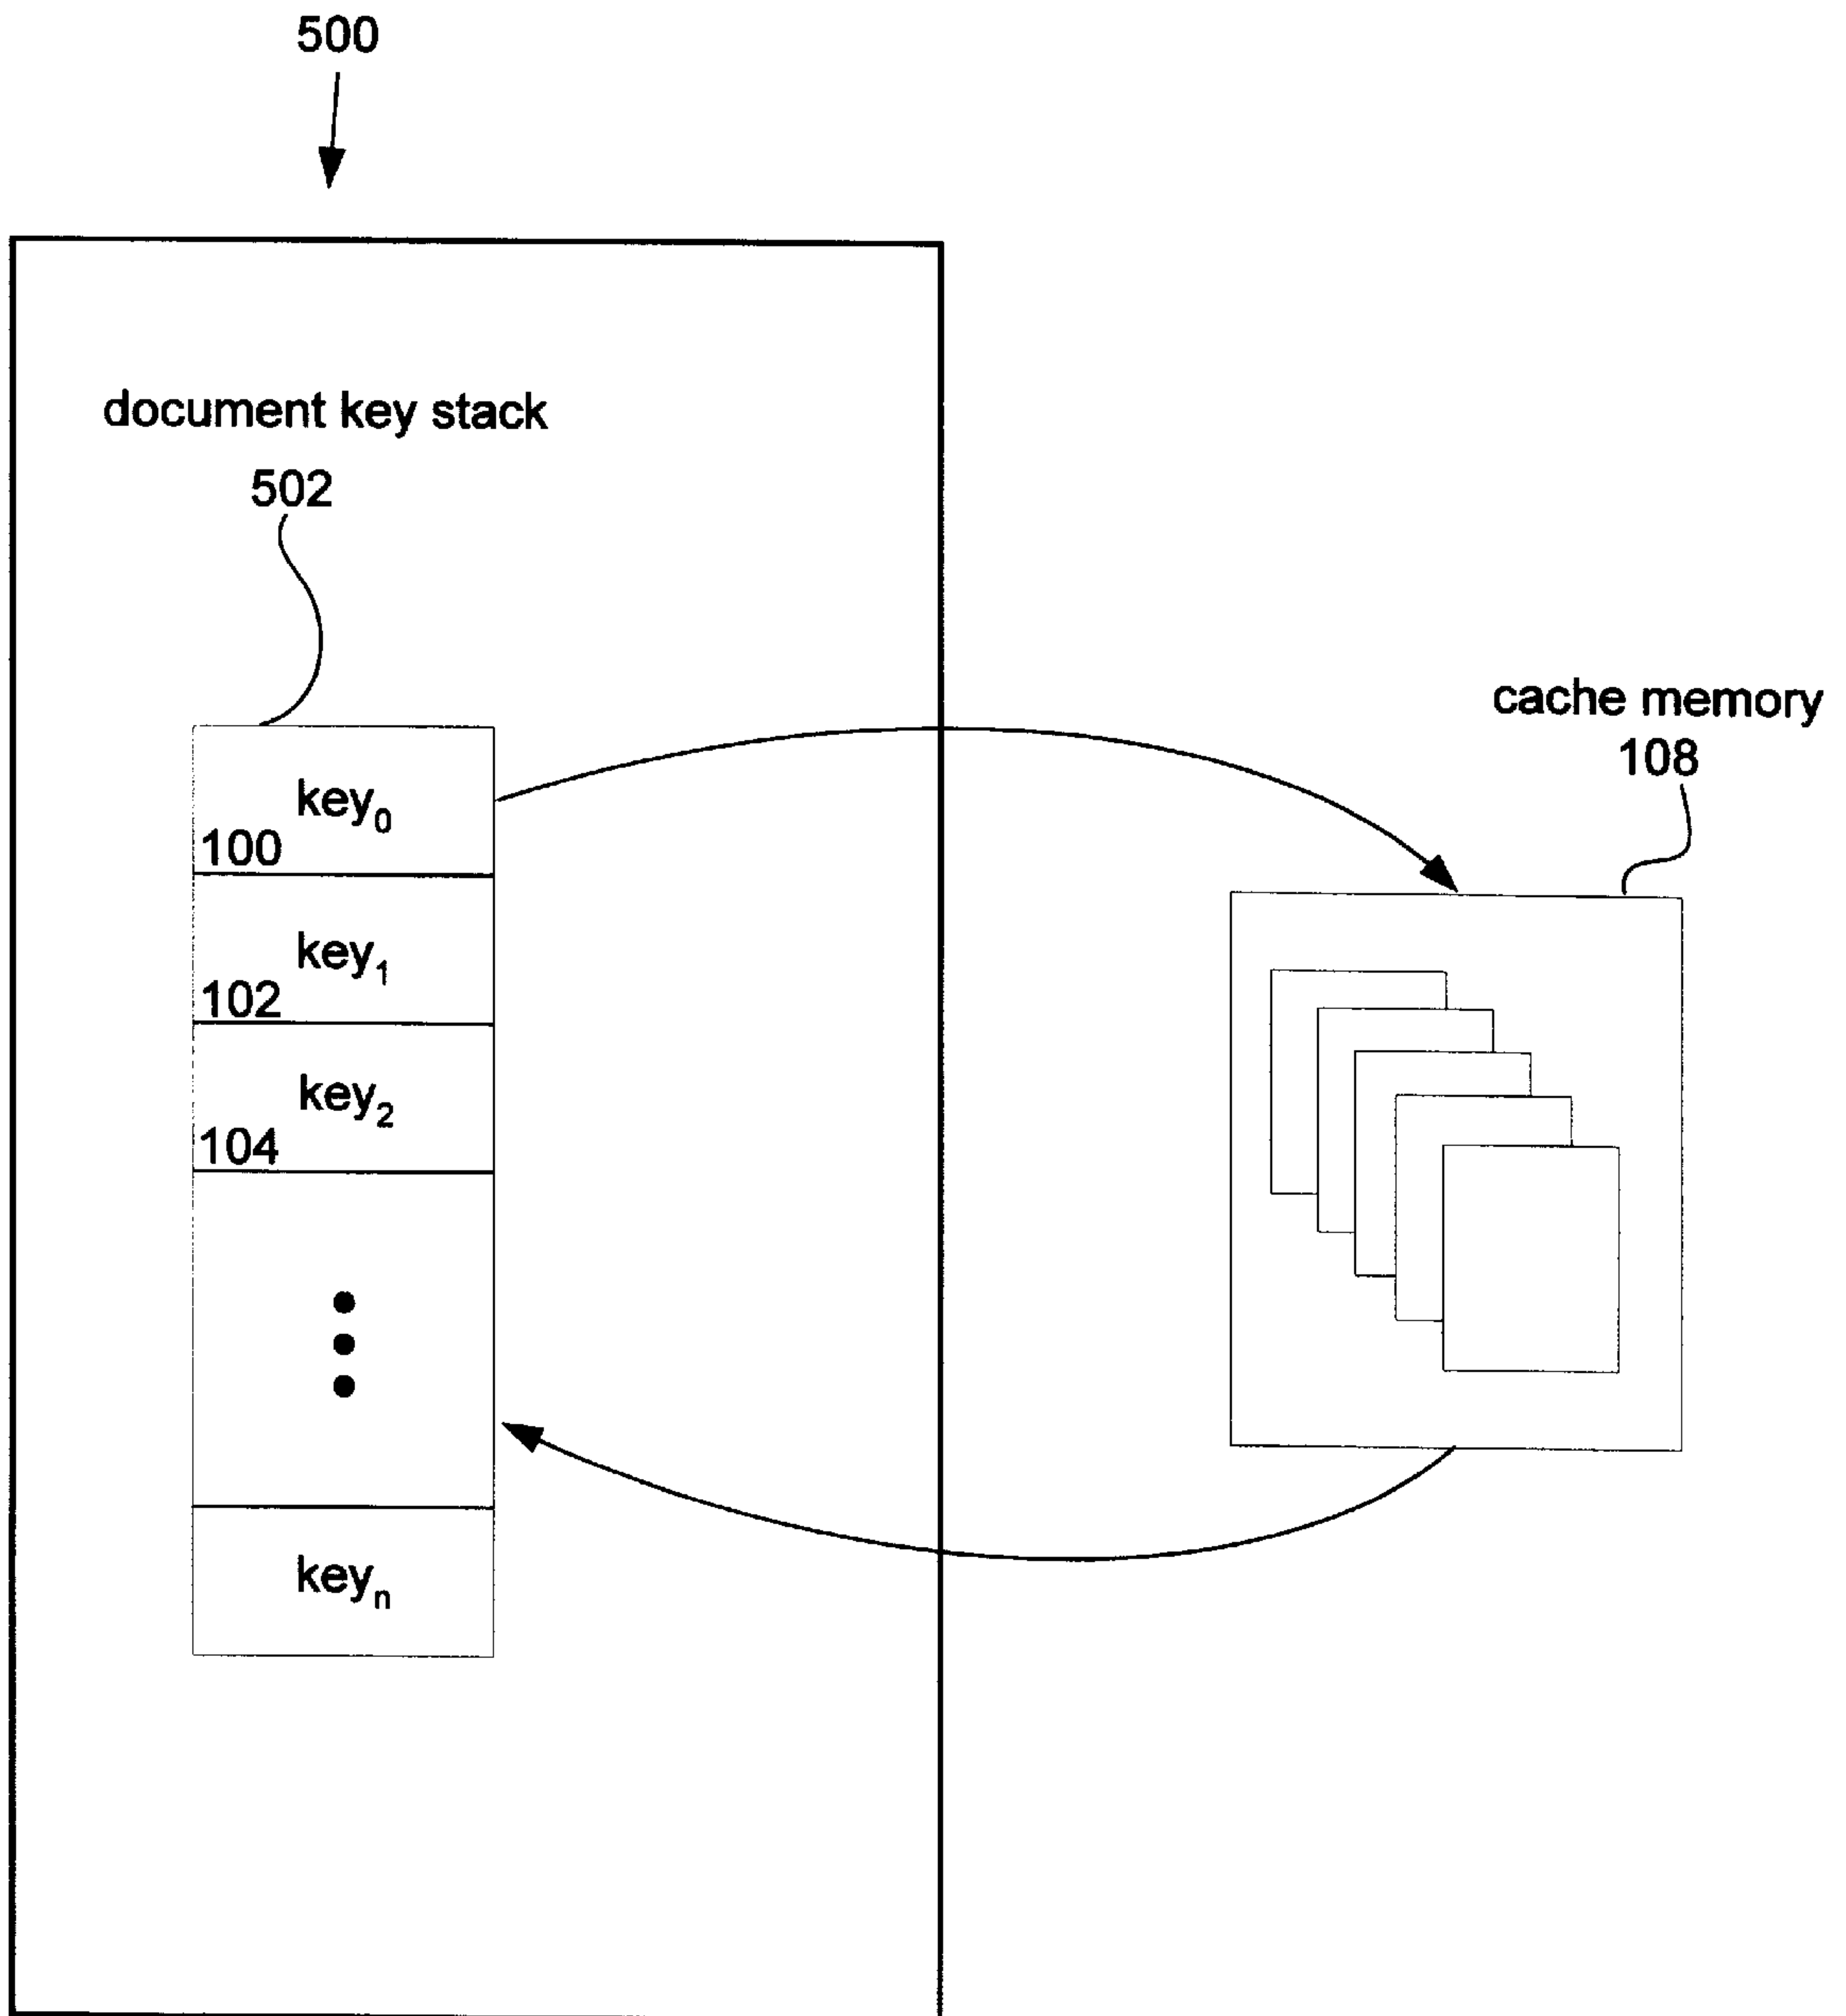 500
document key stack
502
cache memory
108
key₀
100
key₁
102
key₂
104
keyₙ